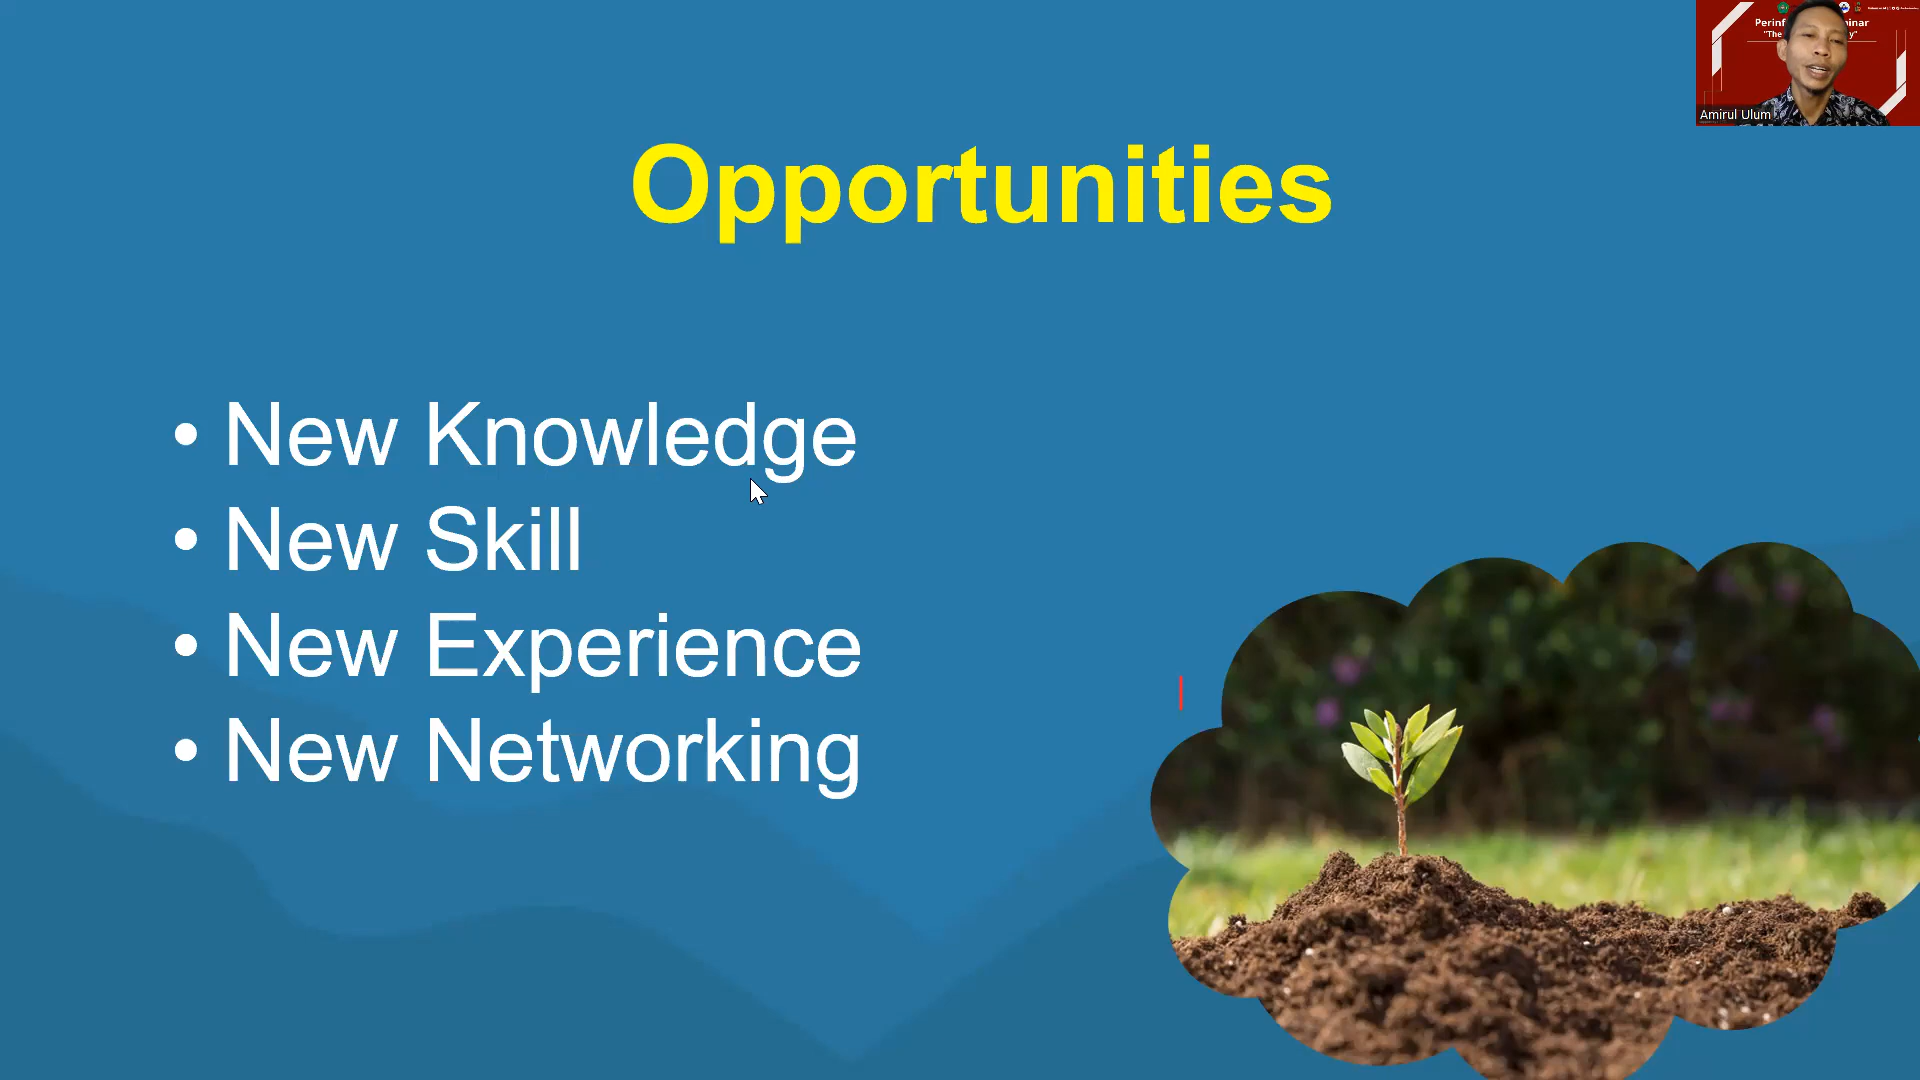 Amirul Ulum
Opportunities
• New Knowledge
• New Skill
• New Experience
• New Networking